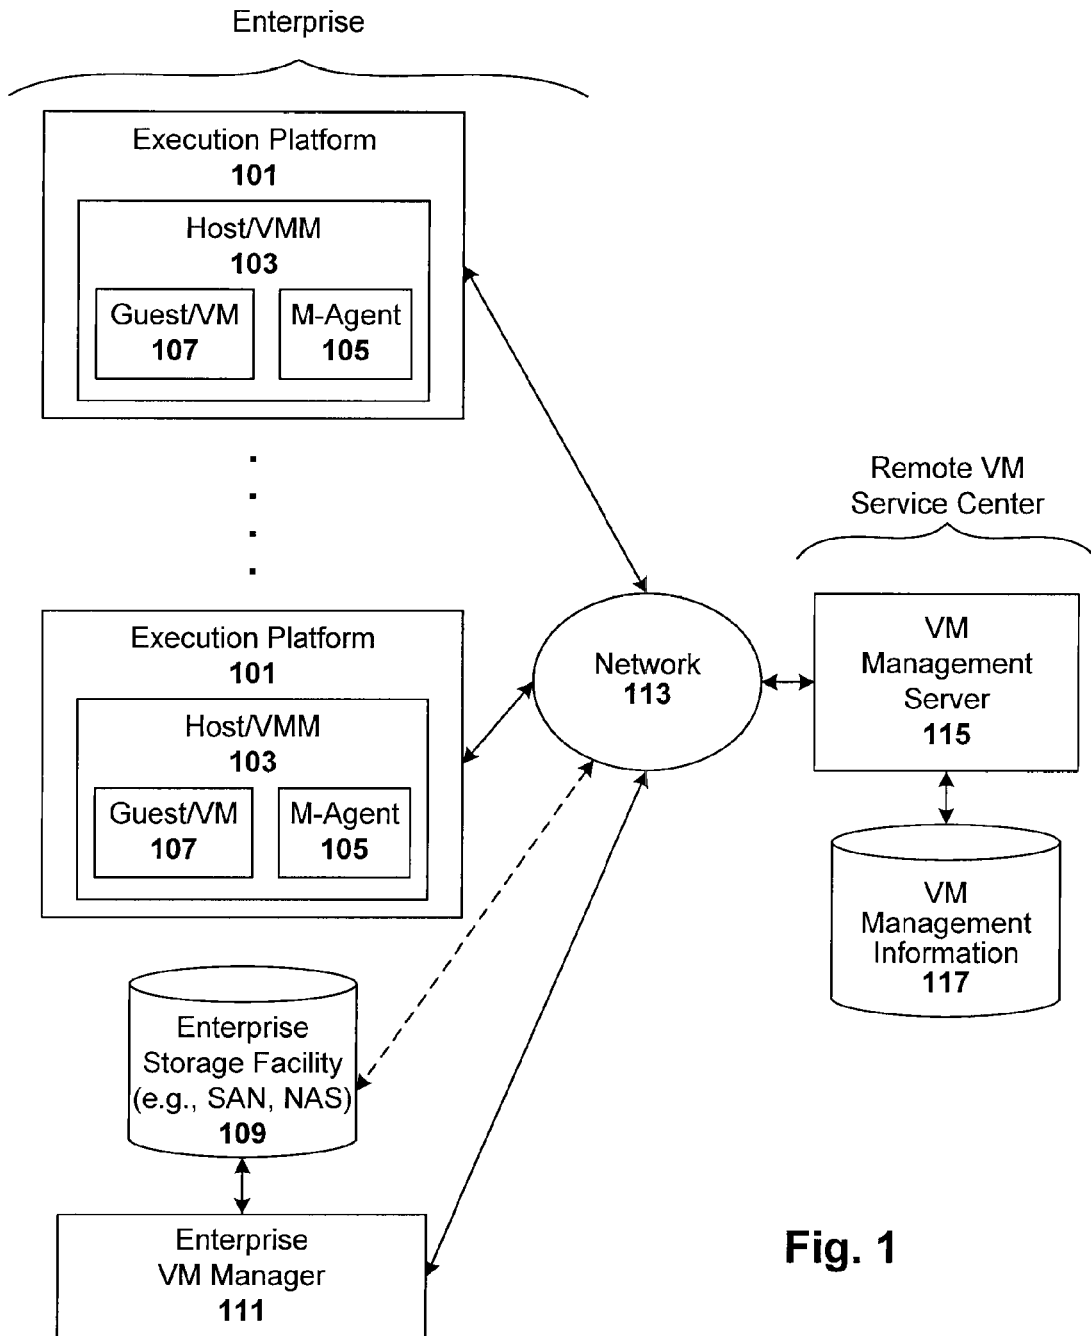 Enterprise
Execution Platform
101
Host/VMM
103
Guest/VM
107
M-Agent
105
Execution Platform
101
Host/VMM
103
Guest/VM
107
M-Agent
105
Enterprise
Storage Facility
(e.g., SAN, NAS)
109
Enterprise
VM Manager
111
Network
113
Remote VM
Service Center
VM
Management
Server
115
VM
Management
Information
117
Fig. 1